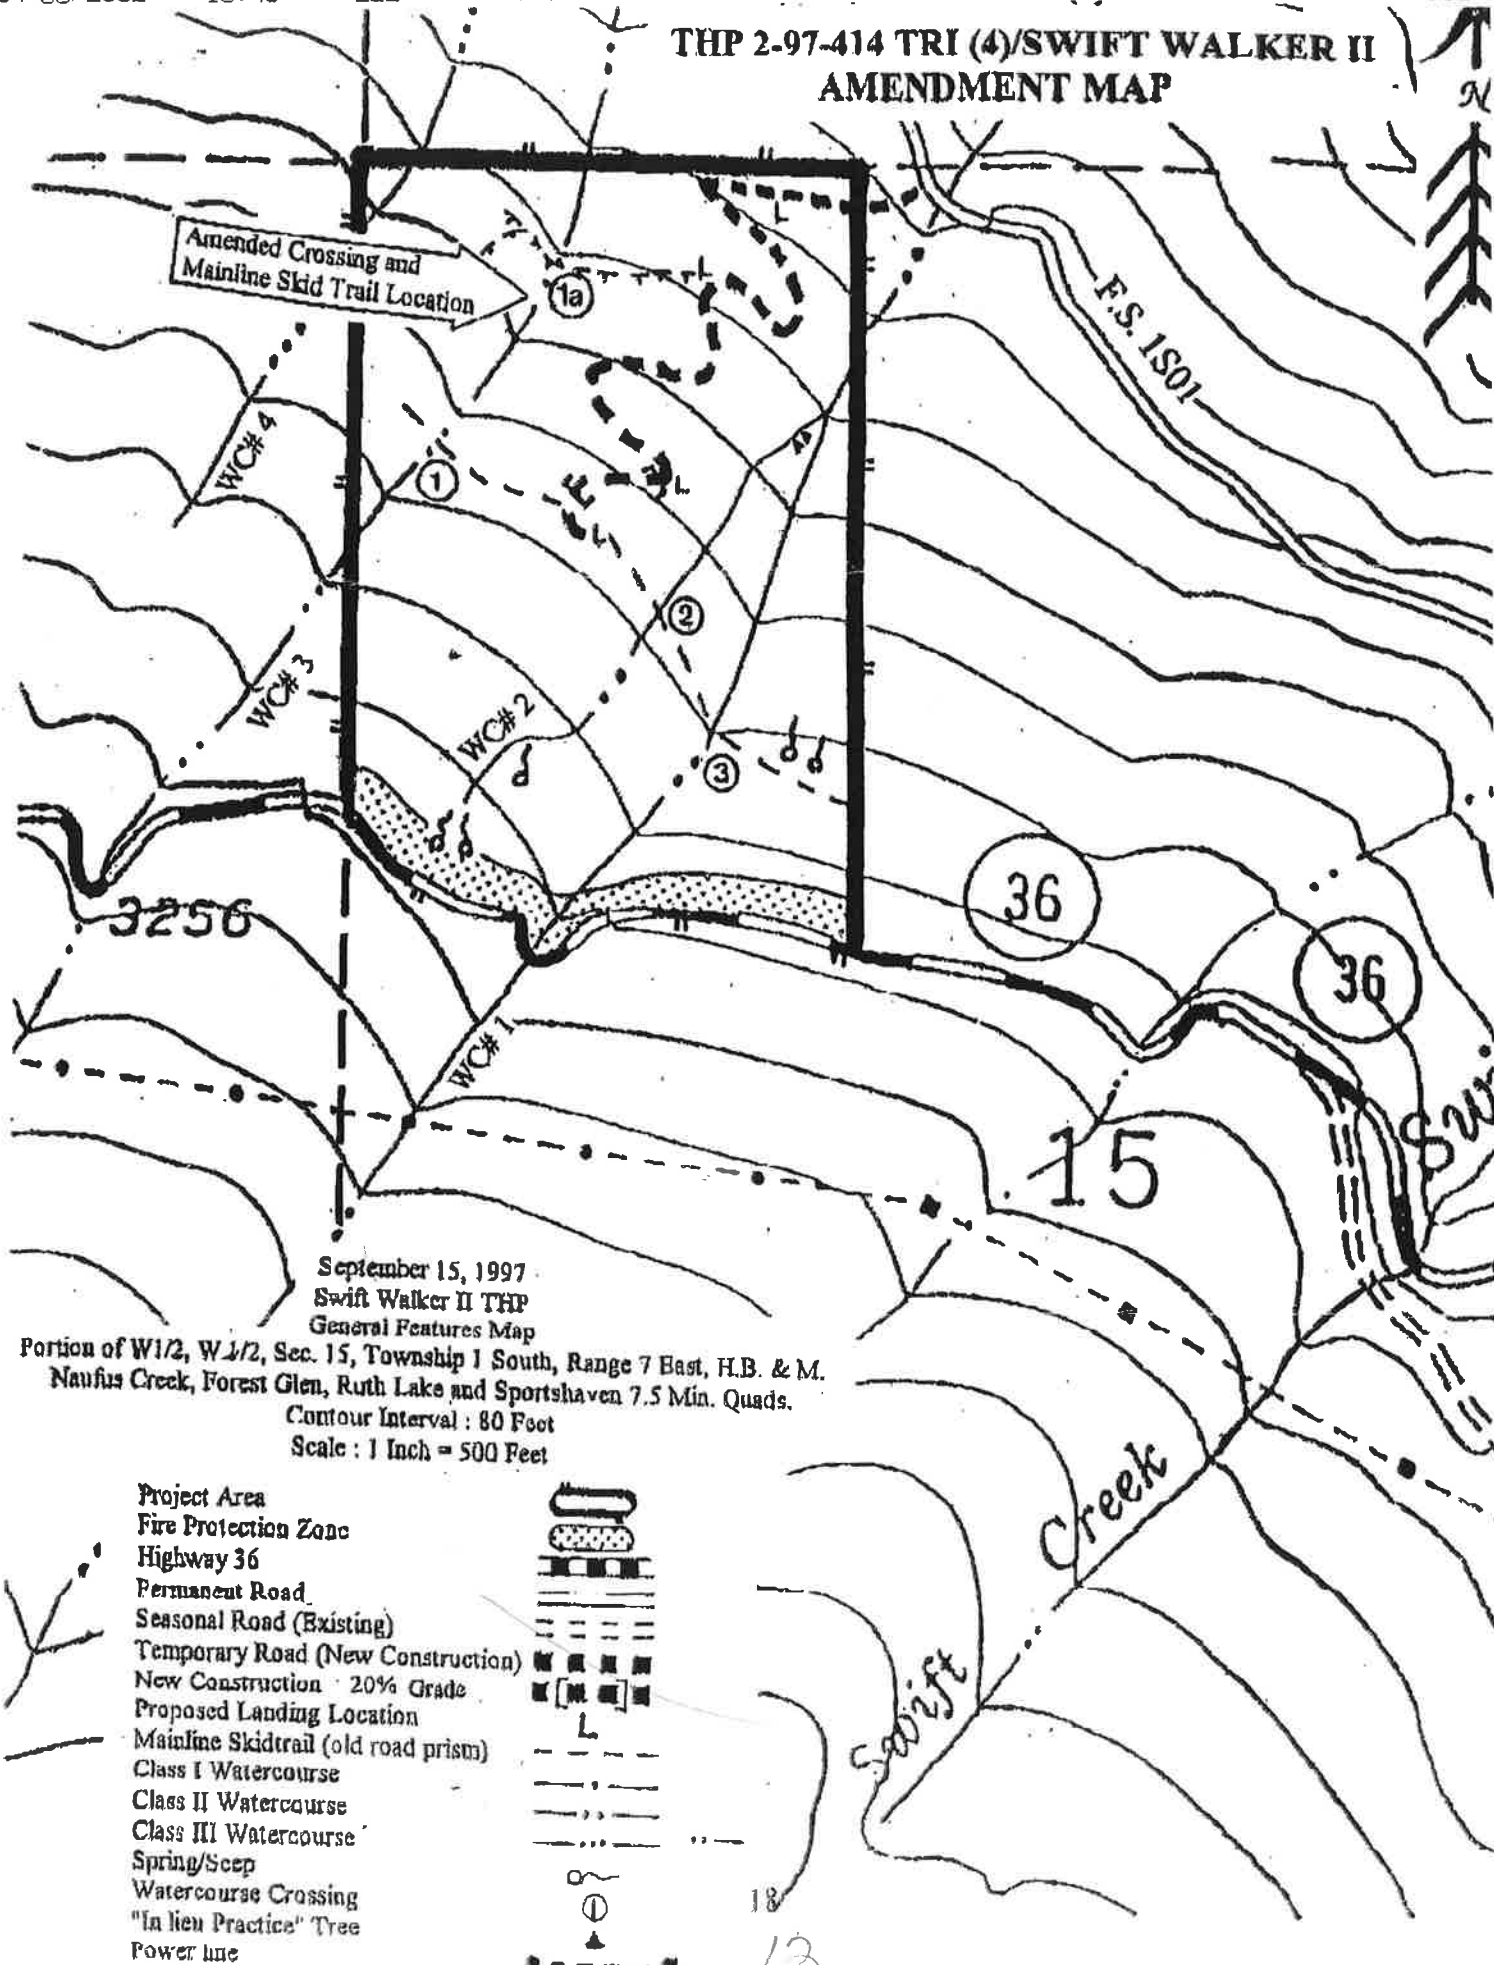 THP 2-97-414 TRI (4)/SWIFT WALKER II
AMENDMENT MAP
N
Amended Crossing and
Mainline Skid Trail Location
1a
F.S. 1S01
WC# 4
1
2
WC# 3
WC# 2
3
36
36
3256
WC# 1
15
Swi
September 15, 1997
Swift Walker II THP
General Features Map
Portion of W1/2, W1/2, Sec. 15, Township 1 South, Range 7 East, H.B. & M.
Naufus Creek, Forest Glen, Ruth Lake and Sportshaven 7.5 Min. Quads.
Contour Interval : 80 Feet
Scale : 1 Inch = 500 Feet
Swift Creek
Project Area
Fire Protection Zone
Highway 36
Permanent Road
Seasonal Road (Existing)
Temporary Road (New Construction)
New Construction 20% Grade
Proposed Landing Location L
Mainline Skidtrail (old road prism)
Class I Watercourse
Class II Watercourse
Class III Watercourse
Spring/Seep
Watercourse Crossing
"In lieu Practice" Tree
Power line
18
13